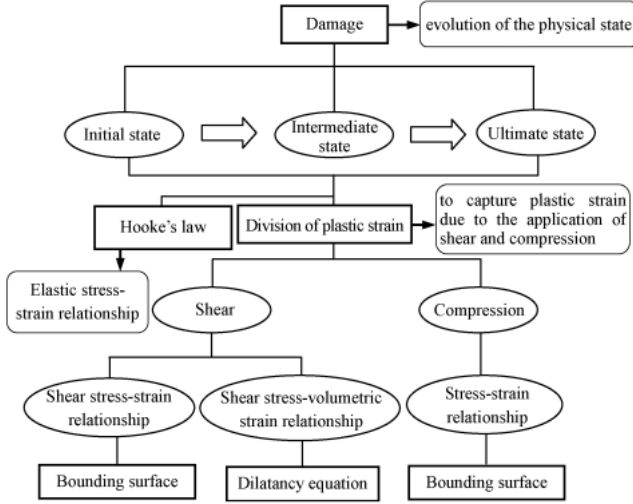 Damage
evolution of the physical state
Initial state
Intermediate
state
Ultimate state
Hooke's law
Division of plastic strain
to capture plastic strain
due to the application of
shear and compression
Elastic stress-
strain relationship
Shear
Compression
Shear stress-strain
relationship
Shear stress-volumetric
strain relationship
Stress-strain
relationship
Bounding surface
Dilatancy equation
Bounding surface